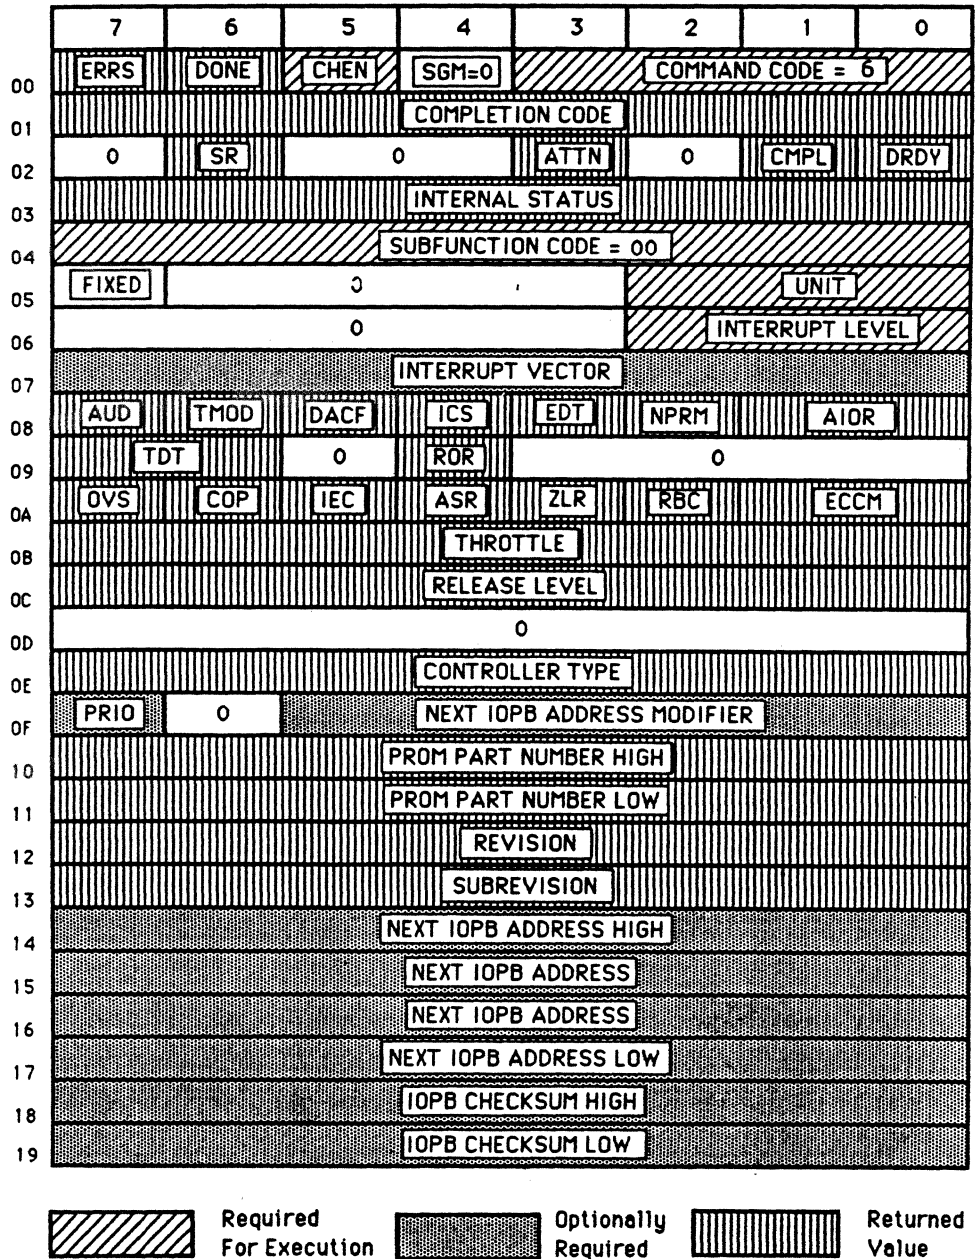 7 6 5 4 3 2 1 0
00 ERRS DONE CHEN SGM=0 COMMAND CODE = 6
01 COMPLETION CODE
02 0 SR 0 ATTN 0 CMPL DRDY
03 INTERNAL STATUS
04 SUBFUNCTION CODE = 00
05 FIXED 0 UNIT
06 0 INTERRUPT LEVEL
07 INTERRUPT VECTOR
08 AUD TMOD DACF ICS EDT NPRM AIOR
09 TDT 0 ROR 0
0A OVS COP IEC ASR ZLR RBC ECCM
0B THROTTLE
0C RELEASE LEVEL
0D 0
0E CONTROLLER TYPE
0F PRIO 0 NEXT IOPB ADDRESS MODIFIER
10 PROM PART NUMBER HIGH
11 PROM PART NUMBER LOW
12 REVISION
13 SUBREVISION
14 NEXT IOPB ADDRESS HIGH
15 NEXT IOPB ADDRESS
16 NEXT IOPB ADDRESS
17 NEXT IOPB ADDRESS LOW
18 IOPB CHECKSUM HIGH
19 IOPB CHECKSUM LOW
Required For Execution
Optionally Required
Returned Value